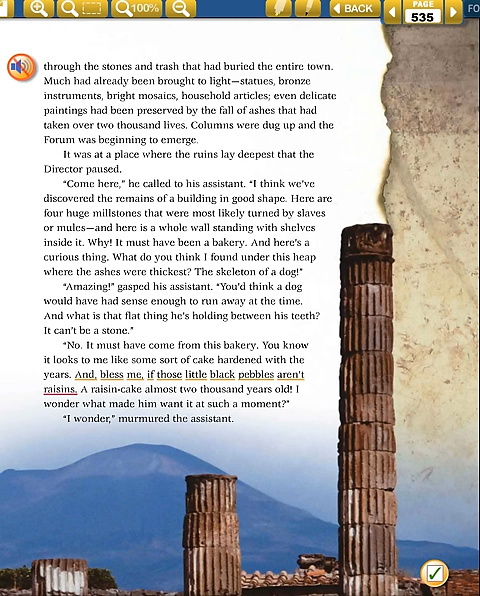 100%
BACK
PAGE
535
FO
through the stones and trash that had buried the entire town.
Much had already been brought to light—statues, bronze
instruments, bright mosaics, household articles; even delicate
paintings had been preserved by the fall of ashes that had
taken over two thousand lives. Columns were dug up and the
Forum was beginning to emerge.
It was at a place where the ruins lay deepest that the
Director paused.
“Come here,” he called to his assistant. “I think we’ve
discovered the remains of a building in good shape. Here are
four huge millstones that were most likely turned by slaves
or mules—and here is a whole wall standing with shelves
inside it. Why! It must have been a bakery. And here’s a
curious thing. What do you think I found under this heap
where the ashes were thickest? The skeleton of a dog!”
“Amazing!” gasped his assistant. “You’d think a dog
would have had sense enough to run away at the time.
And what is that flat thing he’s holding between his teeth?
It can’t be a stone.”
“No. It must have come from this bakery. You know
it looks to me like some sort of cake hardened with the
years. And, bless me, if those little black pebbles aren’t
raisins. A raisin-cake almost two thousand years old! I
wonder what made him want it at such a moment?”
“I wonder,” murmured the assistant.